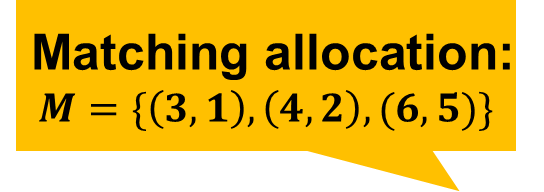 Matching allocation:
M = {(3, 1), (4, 2), (6, 5)}